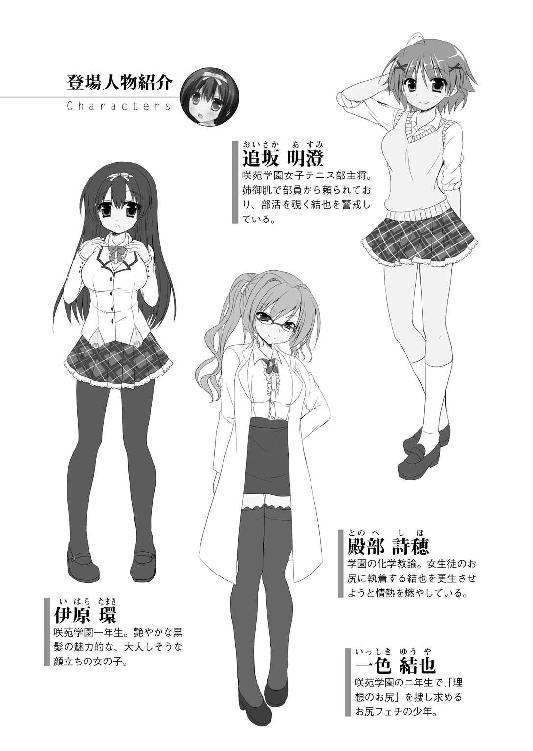 登場人物紹介
Characters
おいさか あすみ
追坂 明澄
咲苑学園女子テニス部主将。
姉御肌で部員から頼られてお
り、部活を覗く結也を警戒し
ている。
いはら たまき
伊原 環
咲苑学園一年生。艶やかな黒
髪の魅力的な、大人しそうな
顔立ちの女の子。
とのべ しほ
殿部 詩穂
学園の化学教諭。女生徒のお
尻に執着する結也を更生させ
ようと情熱を燃やしている。
いっしき ゆうや
一色 結也
咲苑学園の二年生で、「理
想のお尻」を捜し求める
お尻フェチの少年。